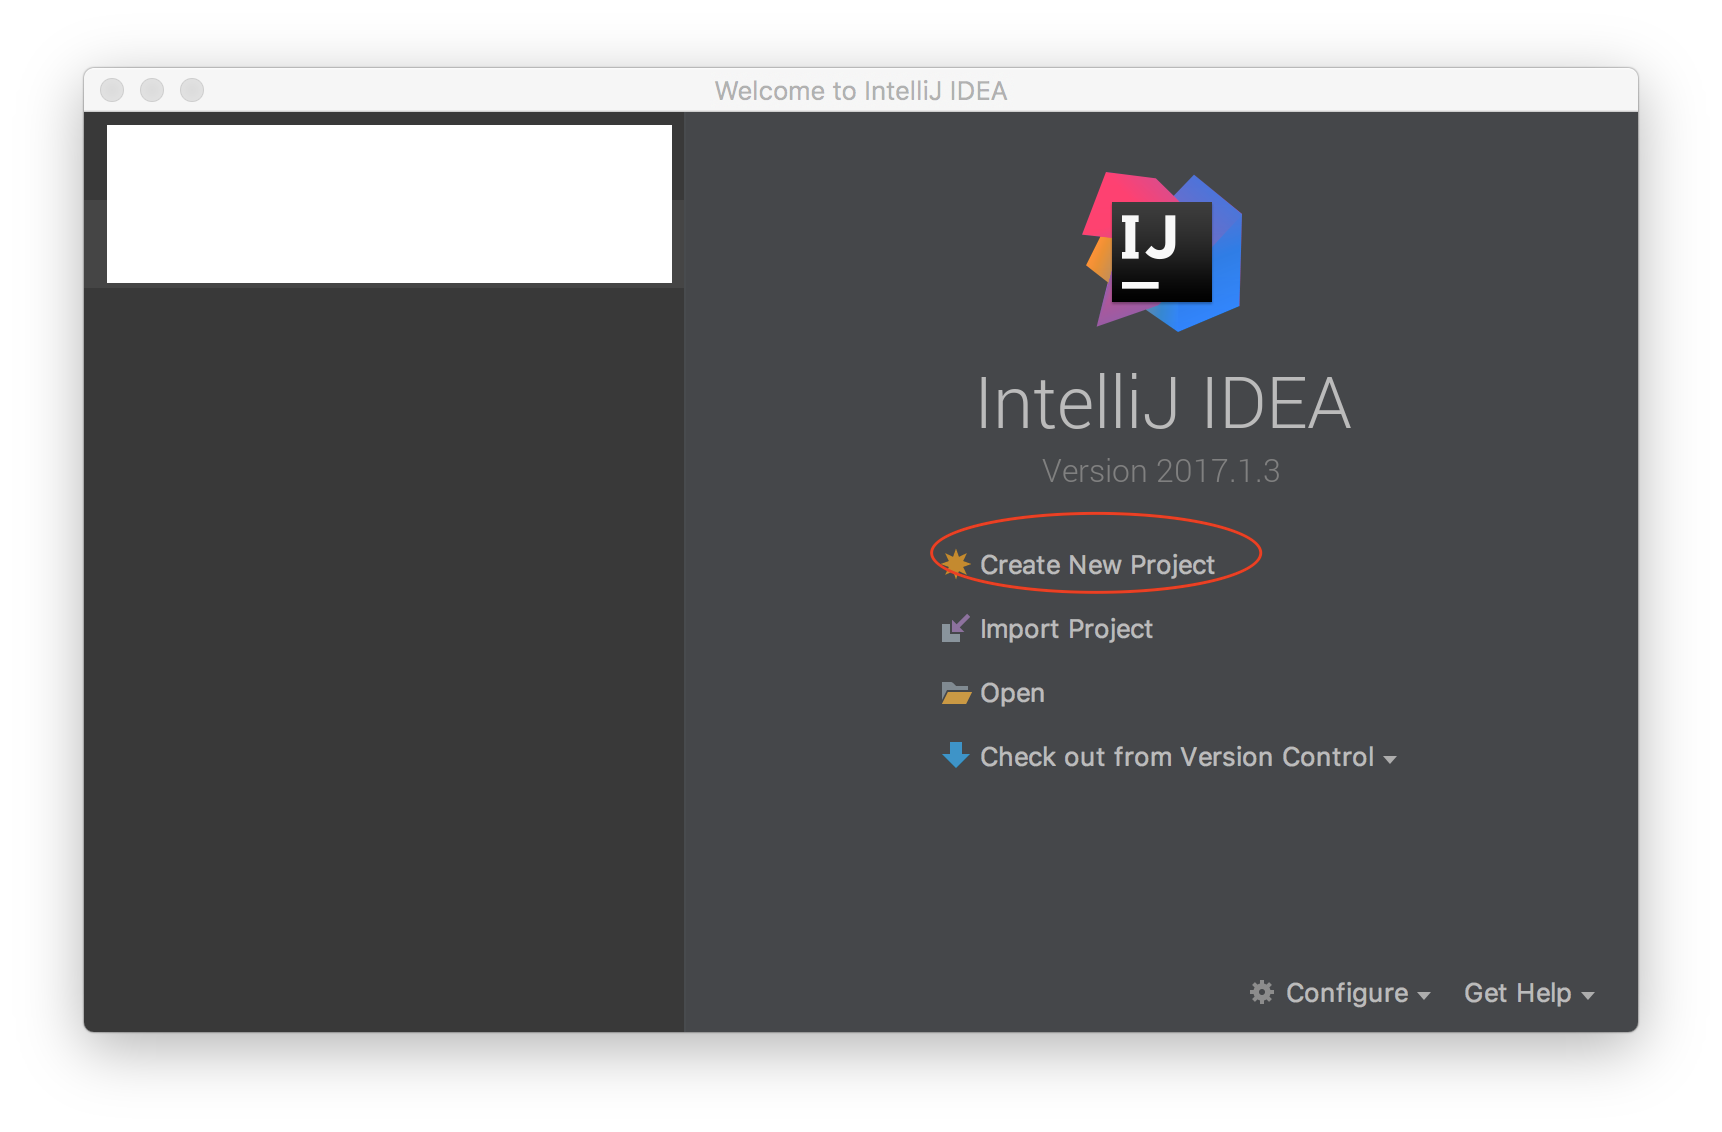 Welcome to IntelliJ IDEA
IJ
IntelliJ IDEA
Version 2017.1.3
Create New Project
Import Project
Open
Check out from Version Control
Configure
Get Help